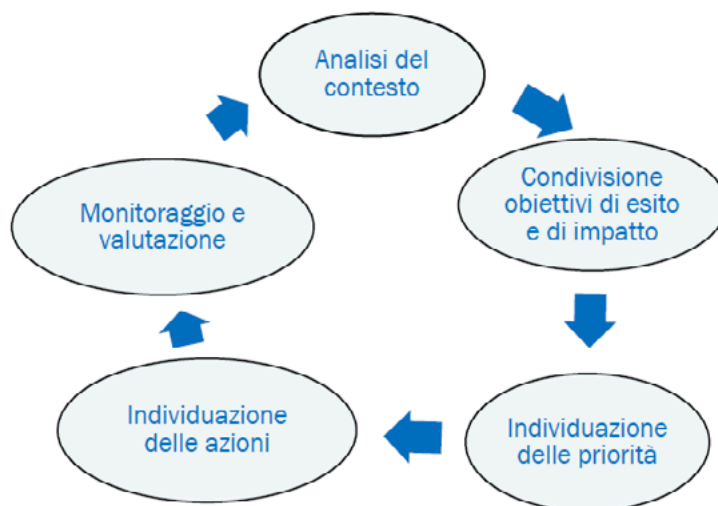 Analisi del
contesto
Condivisione
obiettivi di esito
e di impatto
Individuazione
delle priorità
Individuazione
delle azioni
Monitoraggio e
valutazione